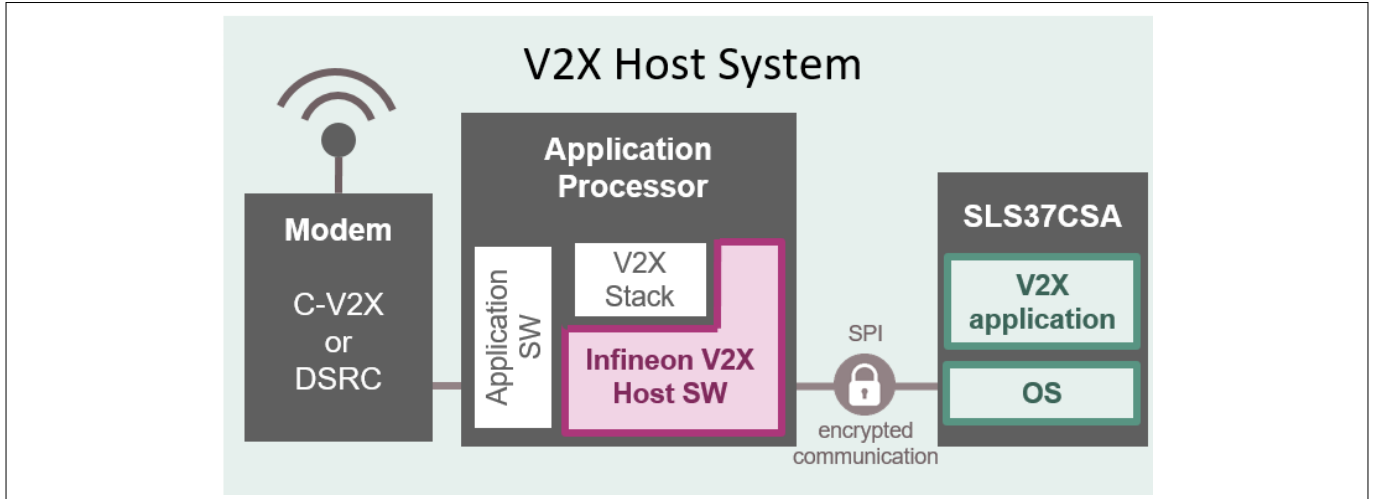 V2X Host System
Modem
C-V2X
or
DSRC
Application
Processor
Application
SW
V2X
Stack
Infineon V2X
Host SW
SPI
encrypted
communication
SLS37CSA
V2X
application
OS